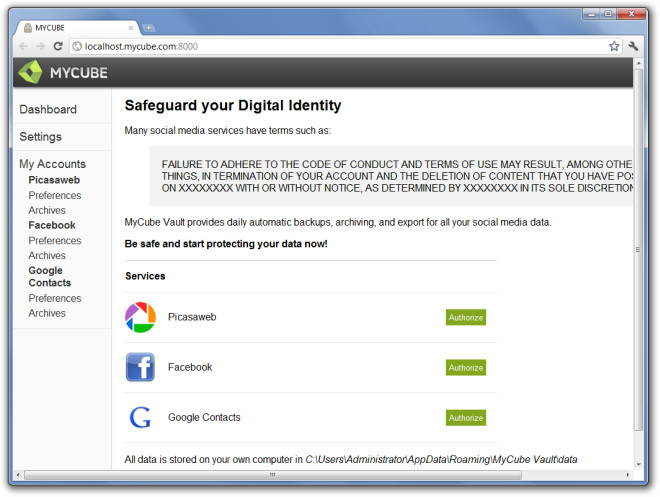 MYCUBE
localhost.mycube.com:8000
MYCUBE
Dashboard
Settings
My Accounts
Picasaweb
Preferences
Archives
Facebook
Preferences
Archives
Google
Contacts
Preferences
Archives
Safeguard your Digital Identity
Many social media services have terms such as:
FAILURE TO ADHERE TO THE CODE OF CONDUCT AND TERMS OF USE MAY RESULT, AMONG OTHE
THINGS, IN TERMINATION OF YOUR ACCOUNT AND THE DELETION OF CONTENT THAT YOU HAVE POS
ON XXXXXXXX WITH OR WITHOUT NOTICE, AS DETERMINED BY XXXXXXXX IN ITS SOLE DISCRETION
MyCube Vault provides daily automatic backups, archiving, and export for all your social media data.
Be safe and start protecting your data now!
Services
Picasaweb Authorize
Facebook Authorize
Google Contacts Authorize
All data is stored on your own computer in C:\Users\Administrator\AppData\Roaming\MyCube Vault\data